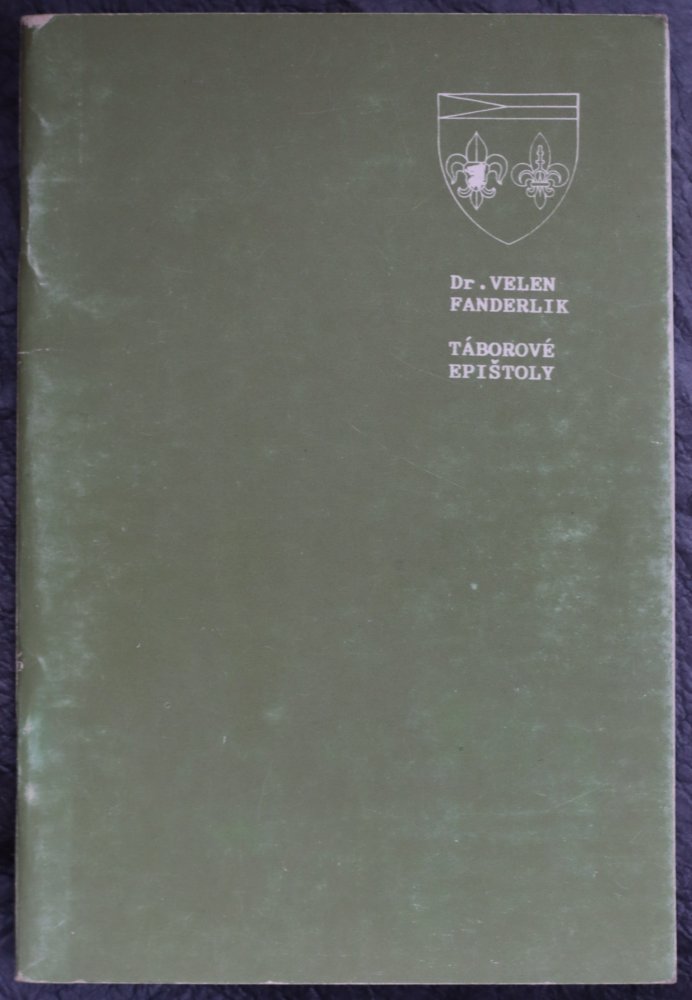 Dr.VELEN
FANDERLIK
TÁBOROVÉ
EPIŠTOLY